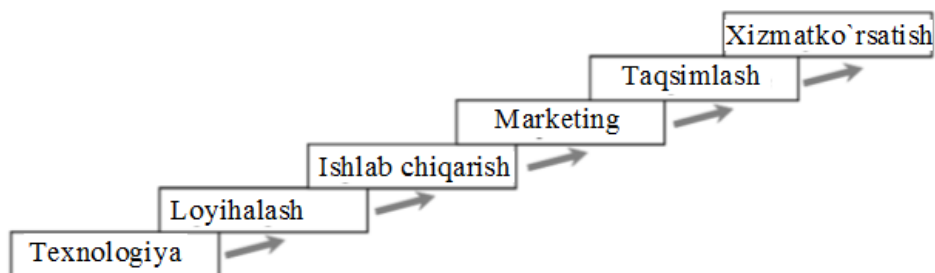 Xizmatko`rsatish
Taqsimlash
Marketing
Ishlab chiqarish
Loyihalash
Texnologiya